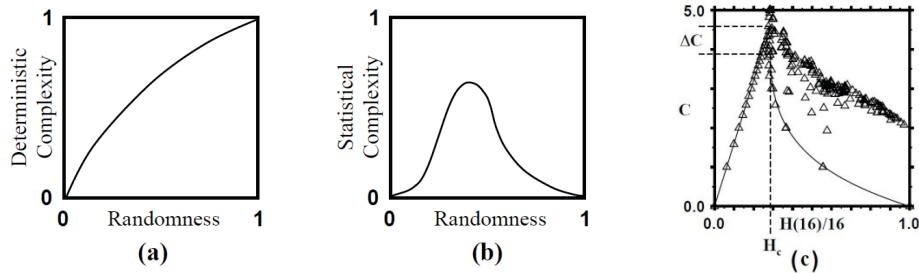 1
Deterministic
Complexity
0
0
Randomness
1
(a)
1
Statistical
Complexity
0
0
Randomness
1
(b)
5.0
ΔC
C
0.0
0.0
H(16)/16
1.0
H_c
(c)